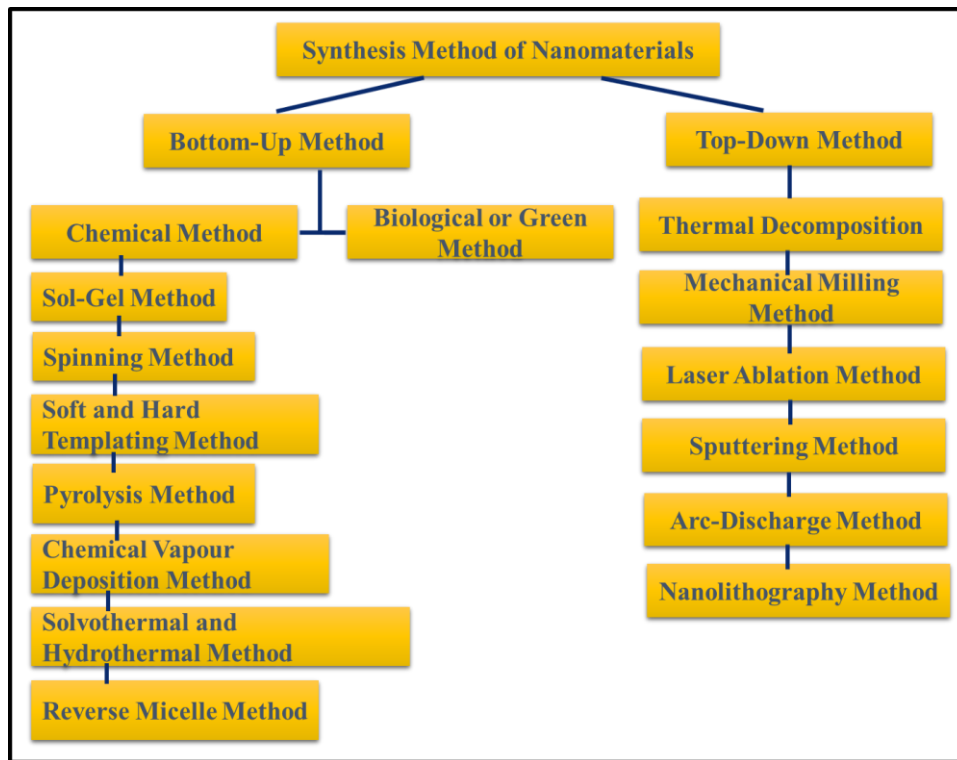 Synthesis Method of Nanomaterials
Bottom-Up Method
Top-Down Method
Chemical Method
Biological or Green
Method
Thermal Decomposition
Sol-Gel Method
Mechanical Milling
Method
Spinning Method
Laser Ablation Method
Soft and Hard
Templating Method
Sputtering Method
Pyrolysis Method
Arc-Discharge Method
Chemical Vapour
Deposition Method
Nanolithography Method
Solvothermal and
Hydrothermal Method
Reverse Micelle Method